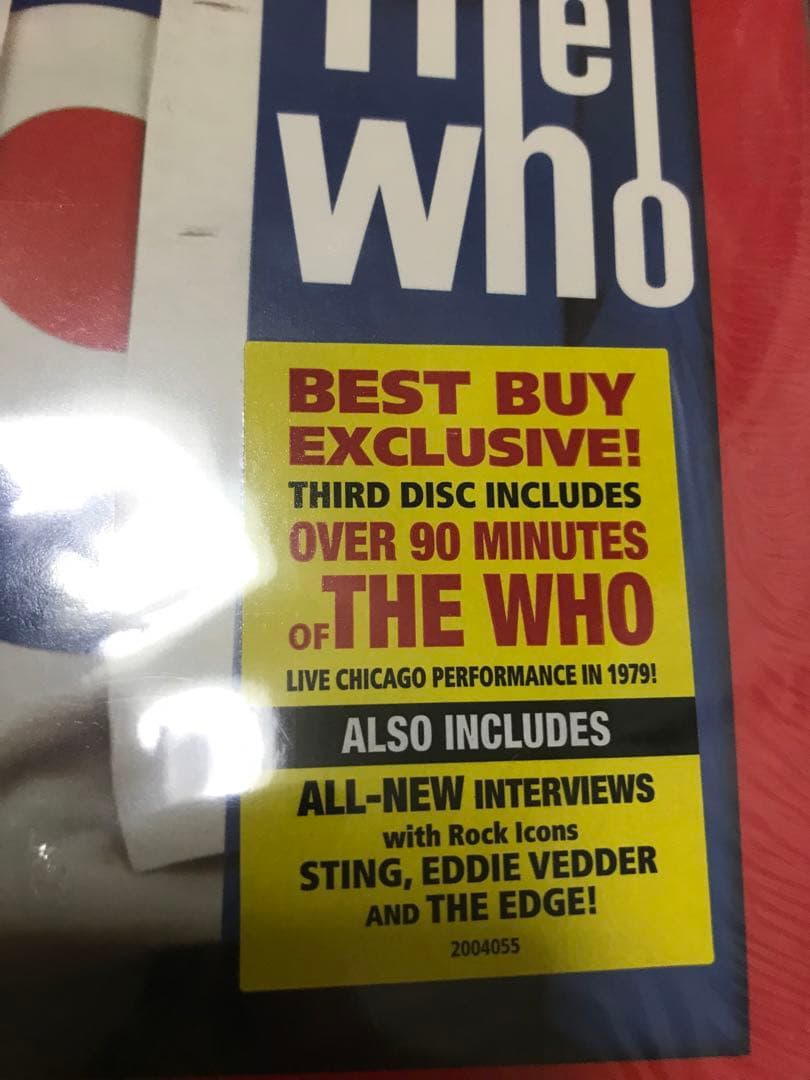 The
Who
BEST BUY
EXCLUSIVE!
THIRD DISC INCLUDES
OVER 90 MINUTES
OF THE WHO
LIVE CHICAGO PERFORMANCE IN 1979!
ALSO INCLUDES
ALL-NEW INTERVIEWS
with Rock Icons
STING, EDDIE VEDDER
AND THE EDGE!
2004055